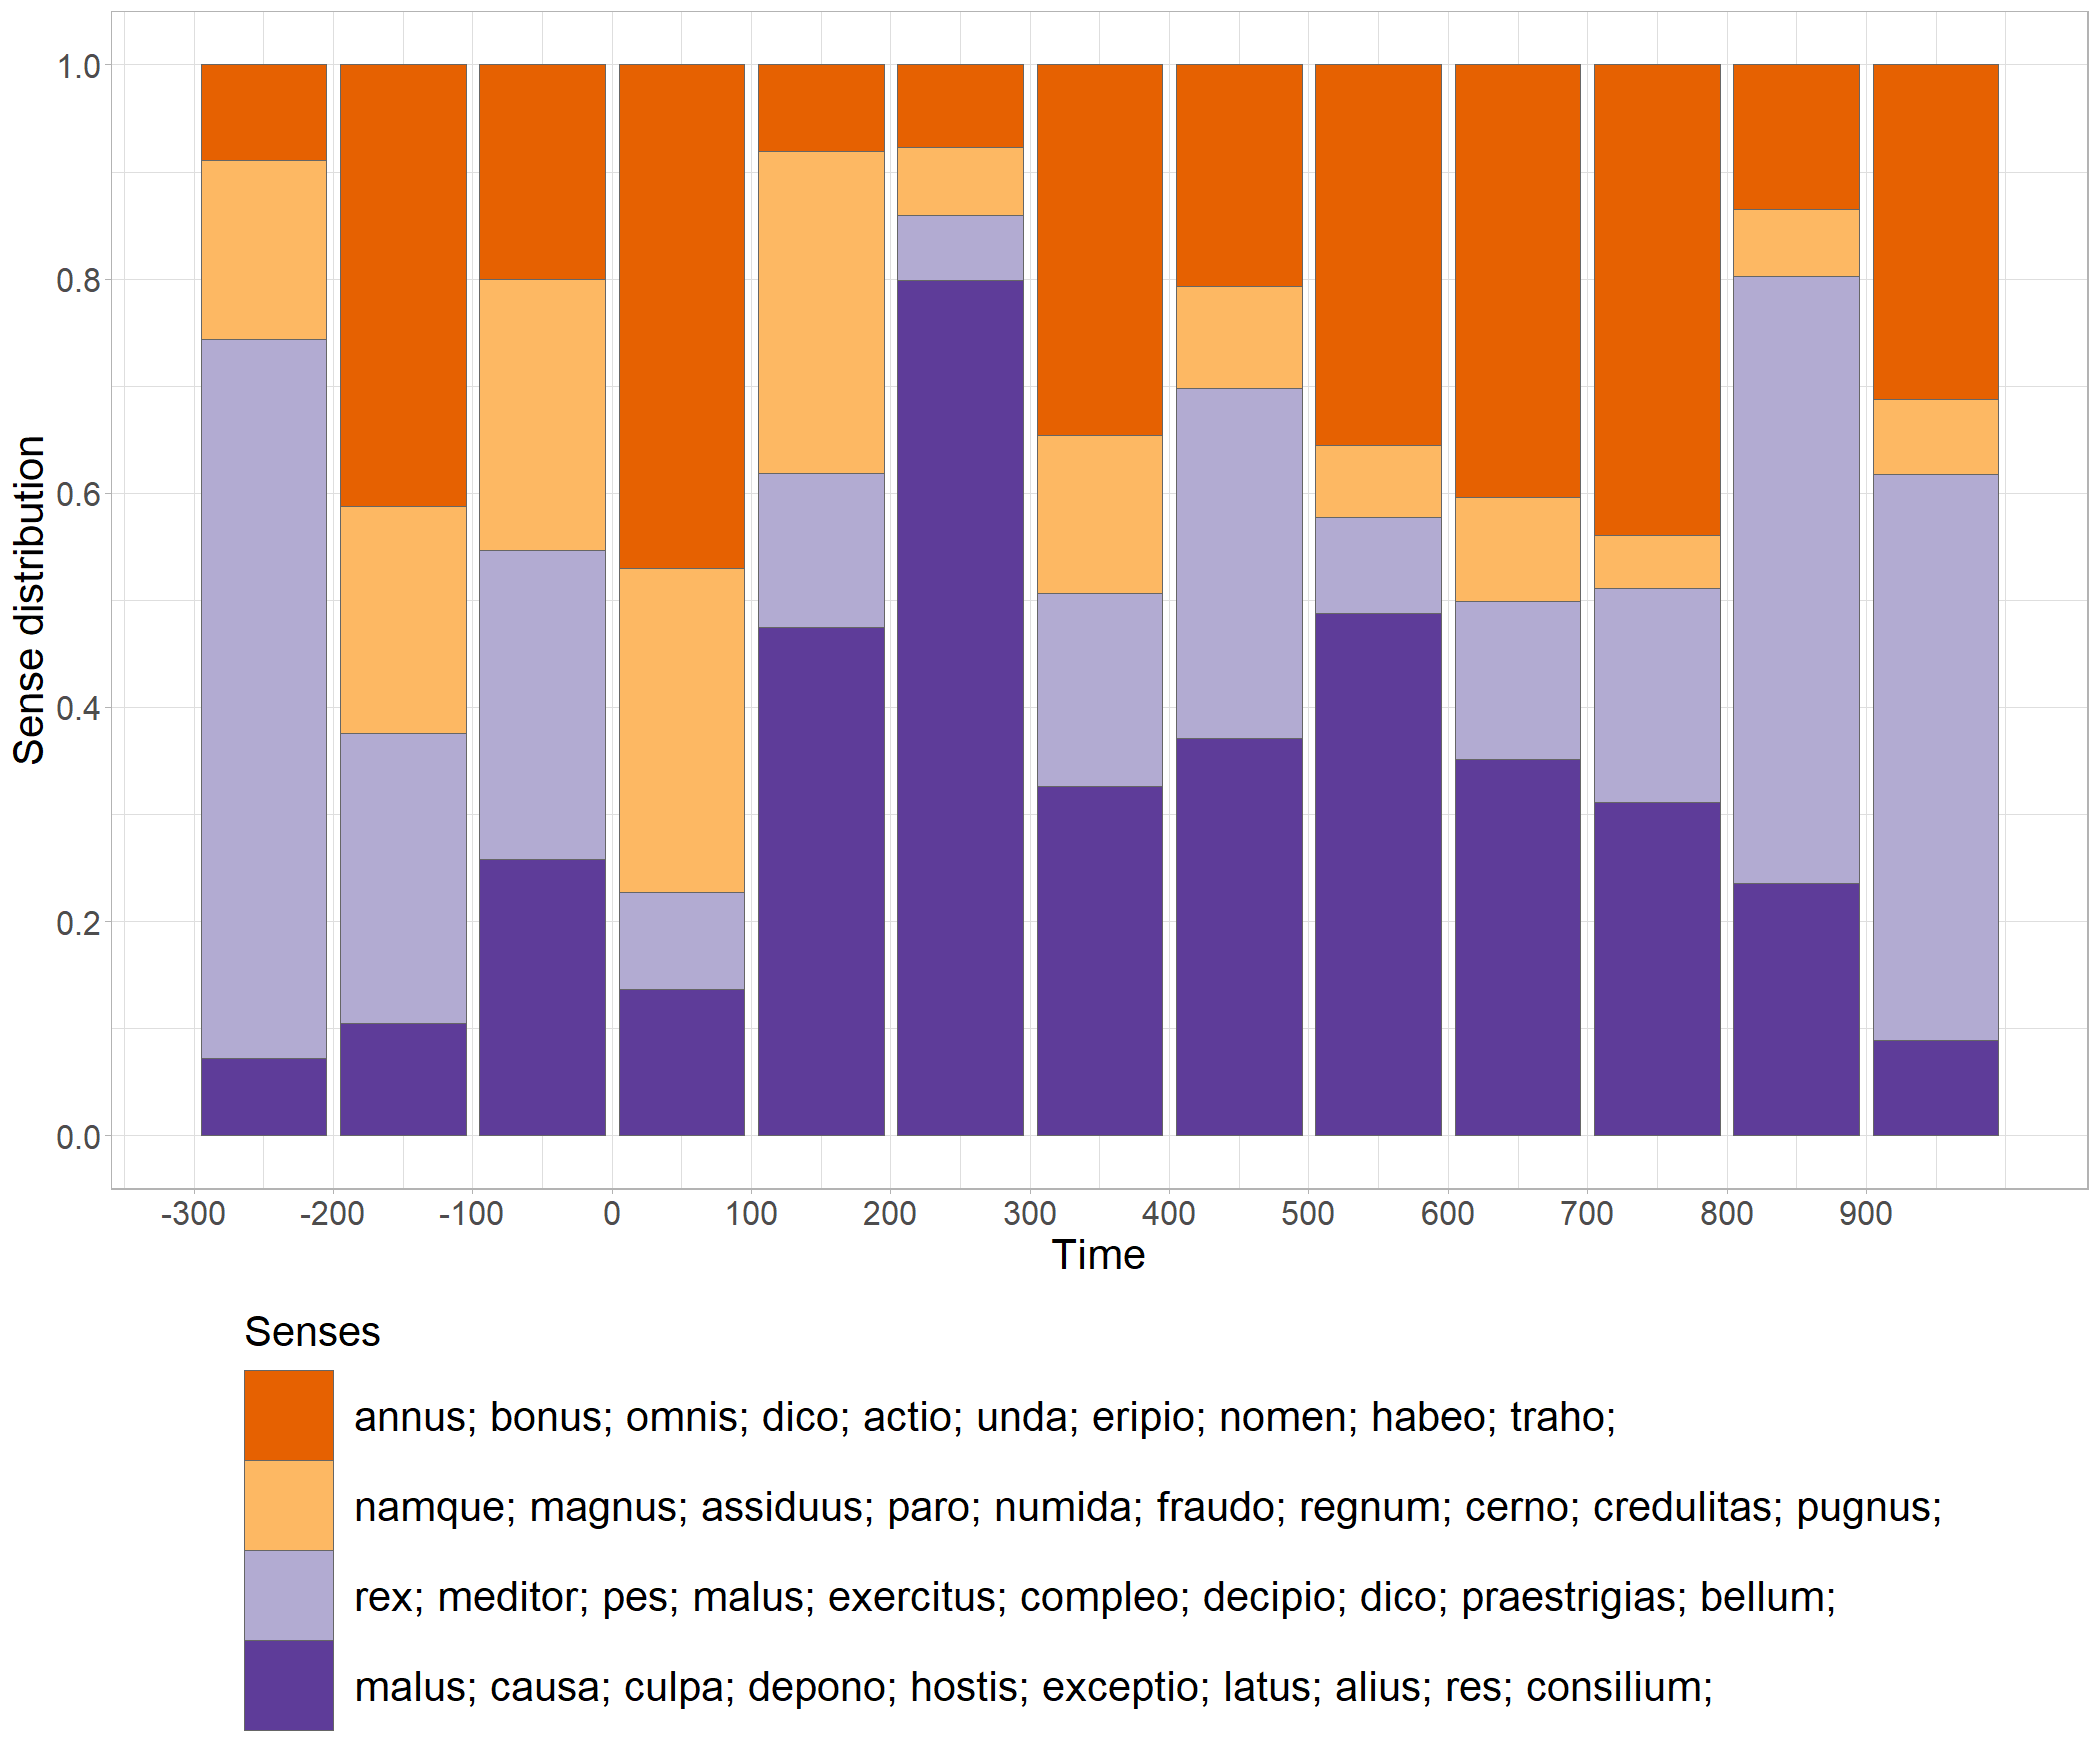 1.0
0.8
0.6
0.4
0.2
0.0
Sense distribution
-300 -200 -100 0 100 200 300 400 500 600 700 800 900
Time
Senses
annus; bonus; omnis; dico; actio; unda; eripio; nomen; habeo; traho;
namque; magnus; assiduus; paro; numida; fraudo; regnum; cerno; credulitas; pugnus;
rex; meditor; pes; malus; exercitus; compleo; decipio; dico; praestrigias; bellum;
malus; causa; culpa; depono; hostis; exceptio; latus; alius; res; consilium;